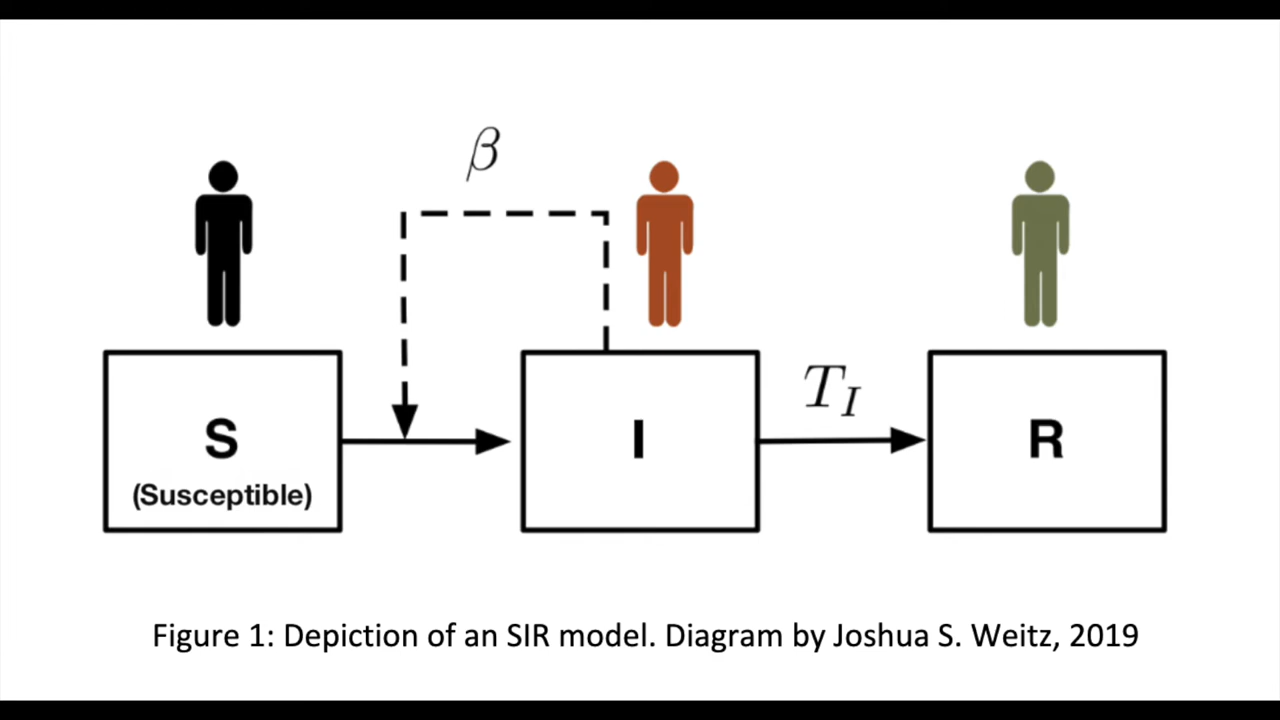 β
T_I
S
I
R
(Susceptible)
Figure 1: Depiction of an SIR model. Diagram by Joshua S. Weitz, 2019